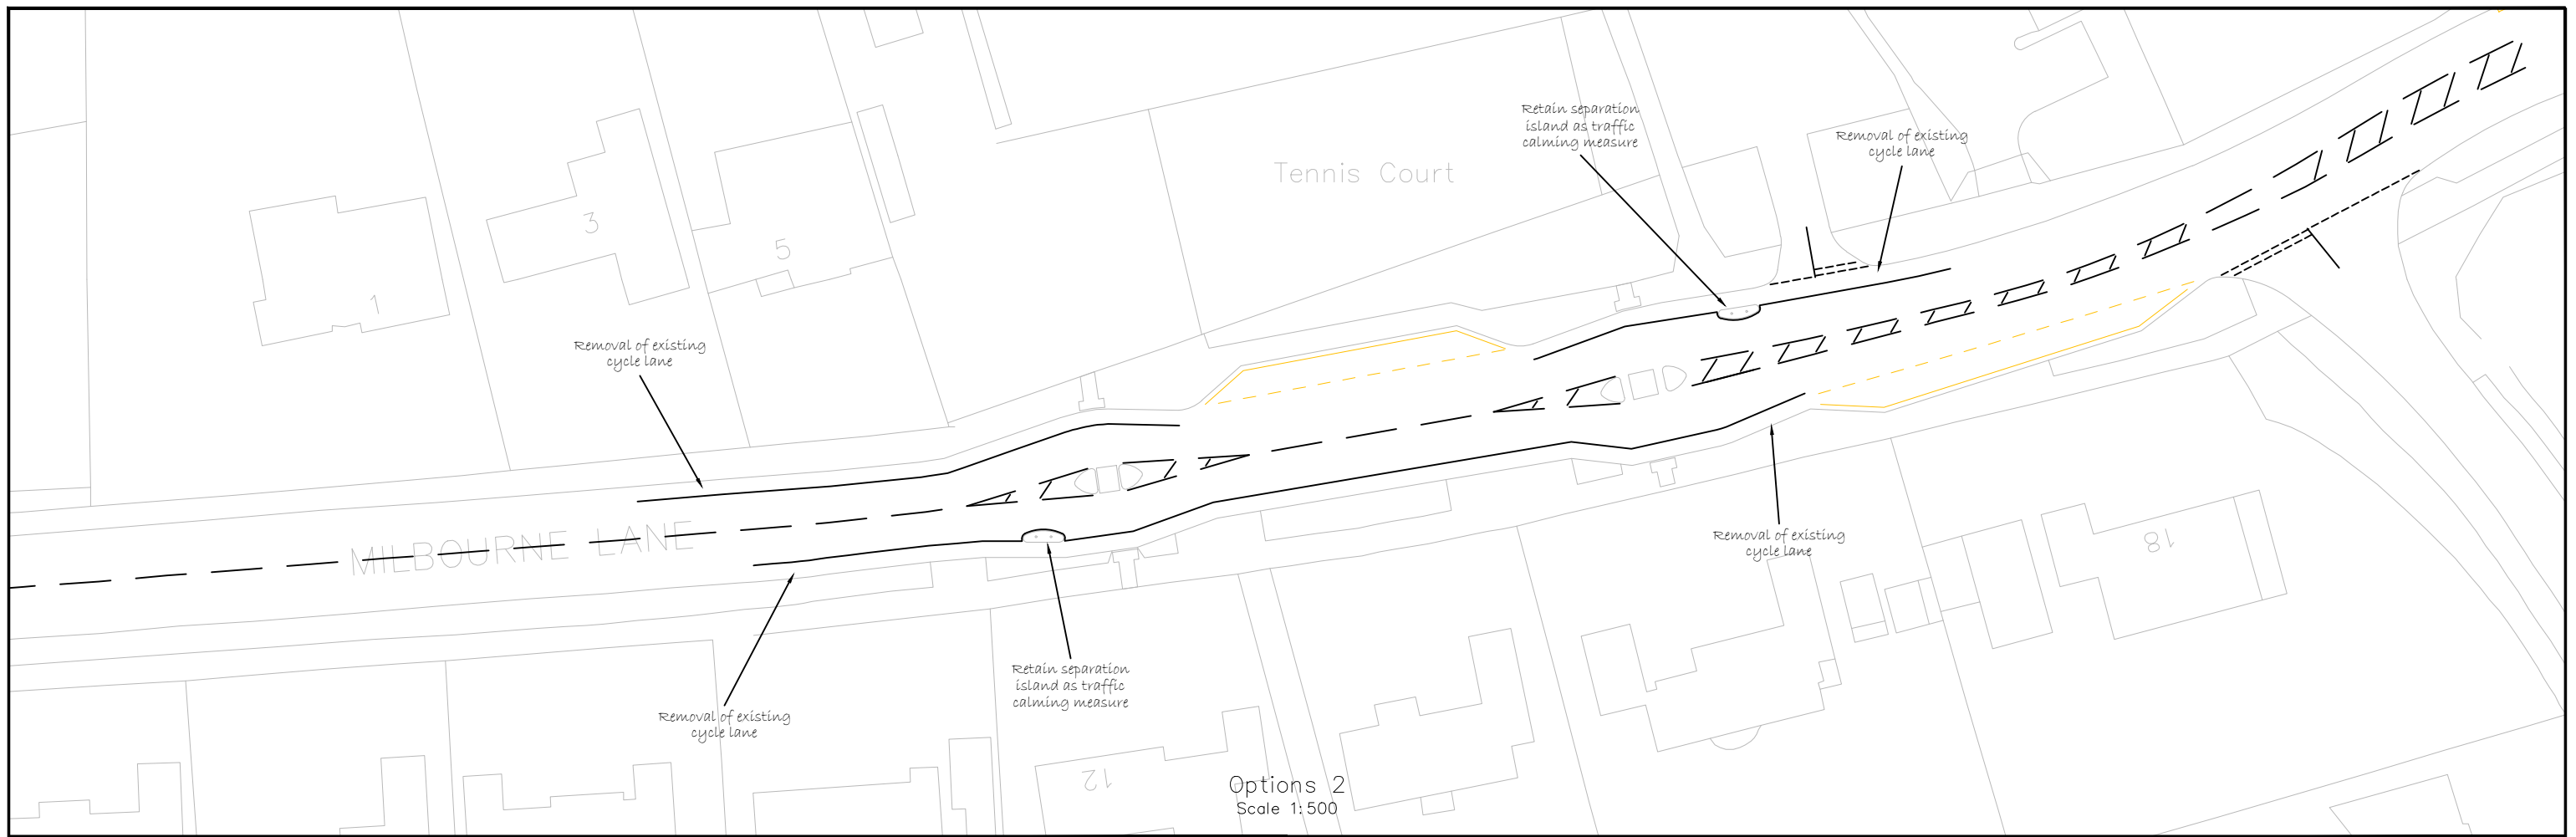 Retain separation
island as traffic
calming measure
Removal of existing
cycle lane
Tennis Court
3
5
1
Removal of existing
cycle lane
MILBOURNE LANE
Removal of existing
cycle lane
18
Retain separation
island as traffic
calming measure
Removal of existing
cycle lane
12
Options 2
Scale 1:500